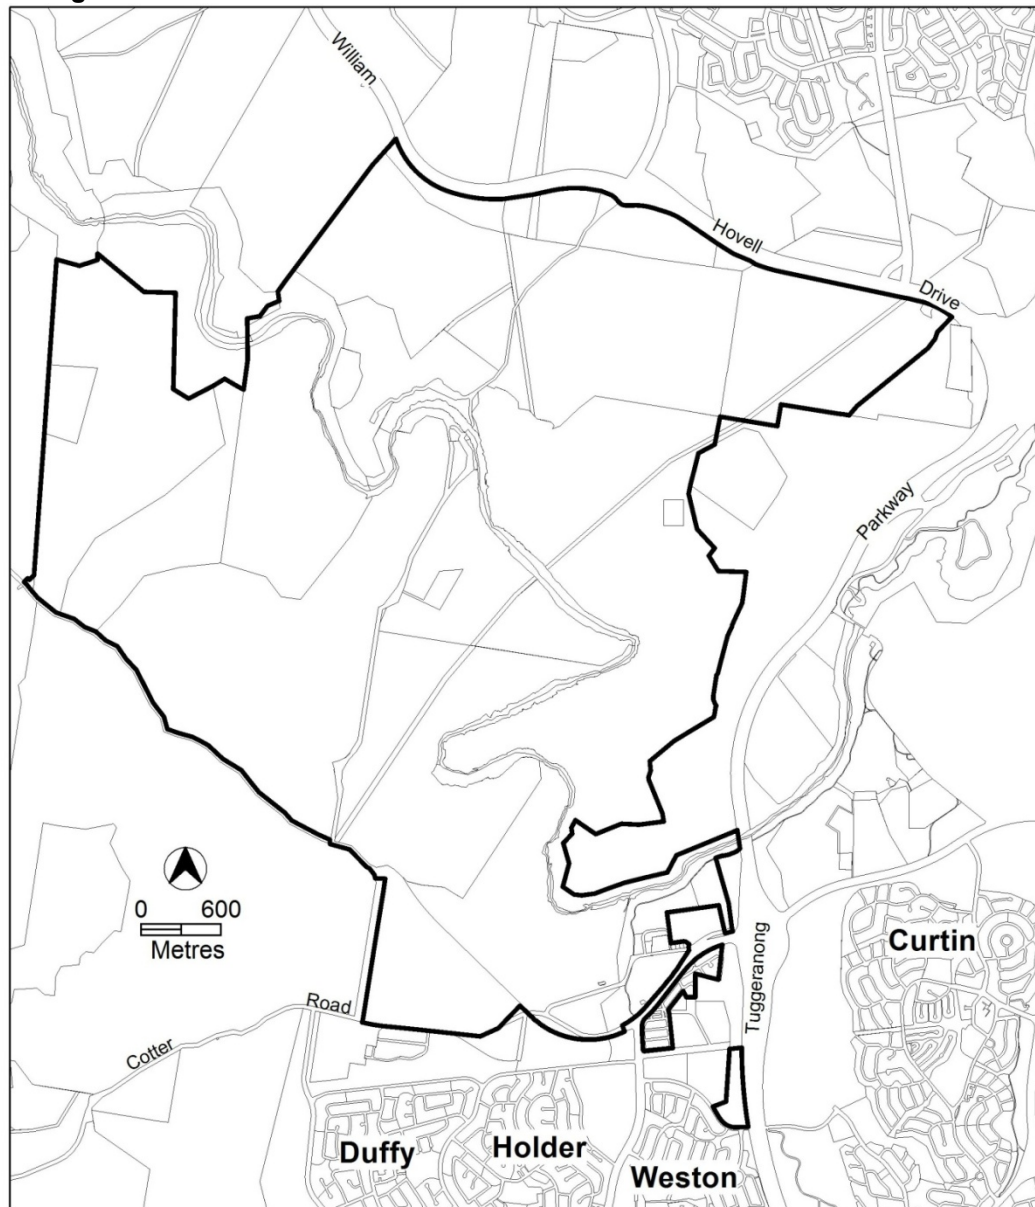 William
Hovell
Drive
Parkway
0 600
Metres
Curtin
Tuggeranong
Road
Cotter
Duffy
Holder
Weston